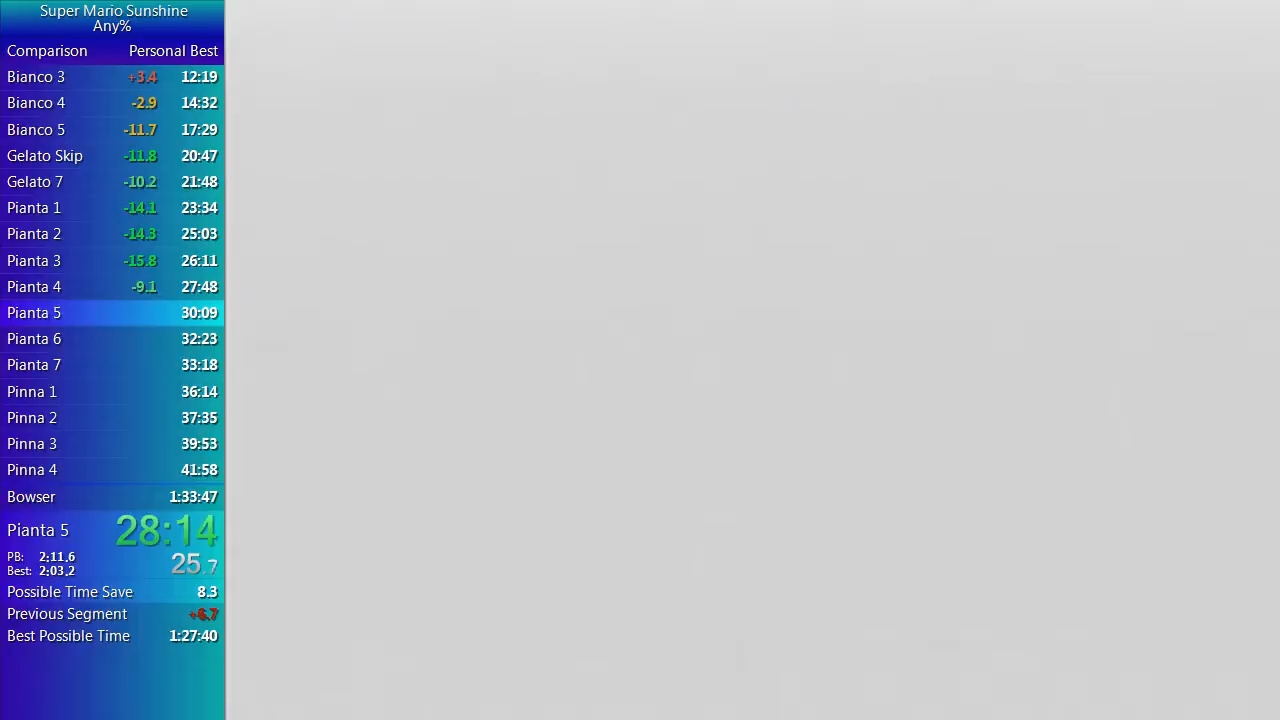 Super Mario Sunshine
Any%
Comparison Personal Best
Bianco 3 +3.4 12:19
Bianco 4 -2.9 14:32
Bianco 5 -11.7 17:29
Gelato Skip -11.8 20:47
Gelato 7 -10.2 21:48
Pianta 1 -14.1 23:34
Pianta 2 -14.3 25:03
Pianta 3 -15.8 26:11
Pianta 4 -9.1 27:48
Pianta 5 30:09
Pianta 6 32:23
Pianta 7 33:18
Pinna 1 36:14
Pinna 2 37:35
Pinna 3 39:53
Pinna 4 41:58
Bowser 1:33:47
Pianta 5 28:14
PB: 2:11.6 25.7
Best: 2:03.2
Possible Time Save 8.3
Previous Segment +6.7
Best Possible Time 1:27:40